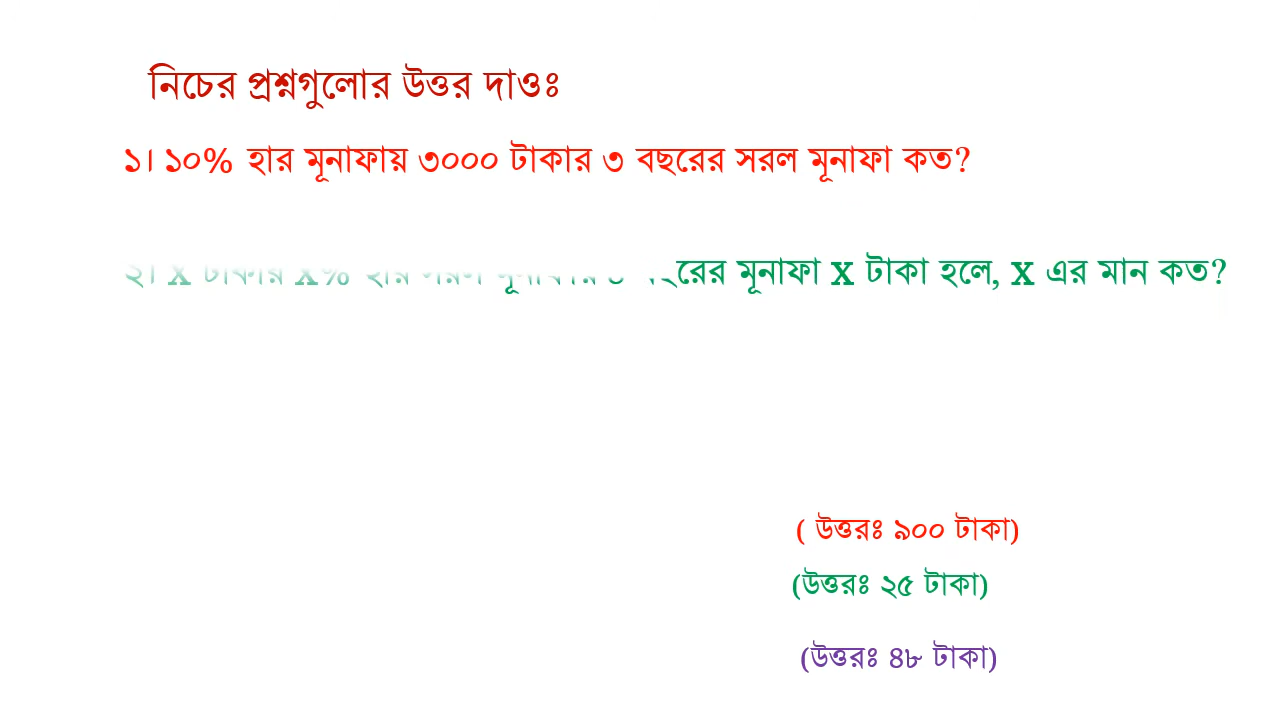 নিচের প্রশ্নগুলোর উত্তর দাওঃ
১। ১০% হার মূনাফায় ৩০০০ টাকার ৩ বছরের সরল মূনাফা কত?
২। X টাকার X% হার সরল মূনাফায় মূনাফা X টাকা হলে, X এর মান কত?
( উত্তরঃ ৯০০ টাকা)
(উত্তরঃ ২৫ টাকা)
(উত্তরঃ ৪৮ টাকা)